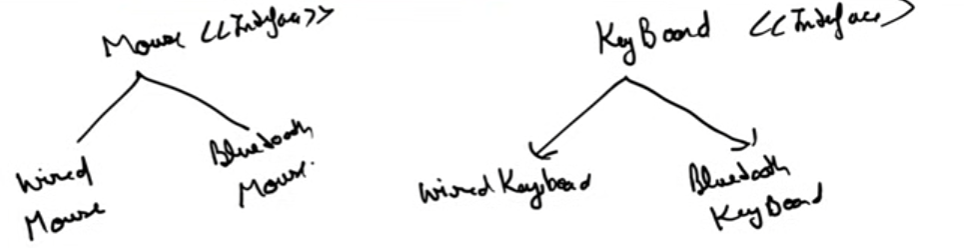 Mouse <<Interface>>
KeyBoard <<Interface>>
Wired
Mouse
Bluetooth
Mouse.
Wired Keyboard
Bluetooth
KeyBoard